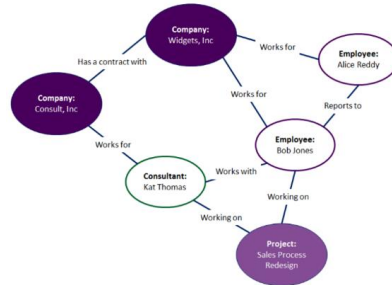 Company:
Widgets, Inc
Works for
Employee:
Alice Reddy
Has a contract with
Company:
Consult, Inc
Works for
Reports to
Works for
Employee:
Bob Jones
Consultant:
Kat Thomas
Works with
Working on
Working on
Project:
Sales Process
Redesign